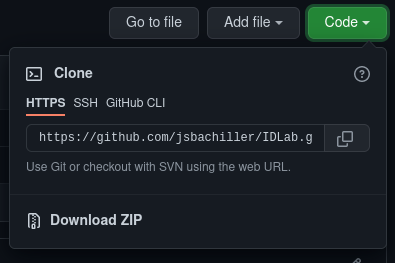 Go to file Add file Code
Clone
HTTPS SSH GitHub CLI
https://github.com/jsbachiller/IDLab.g
Use Git or checkout with SVN using the web URL.
Download ZIP